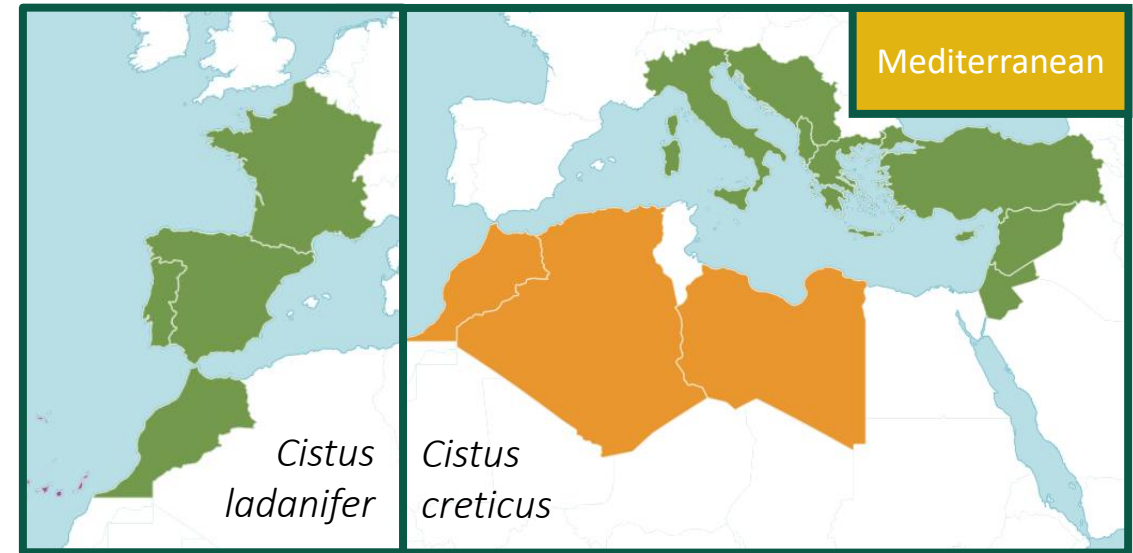 Mediterranean
Cistus
ladanifer
Cistus
creticus